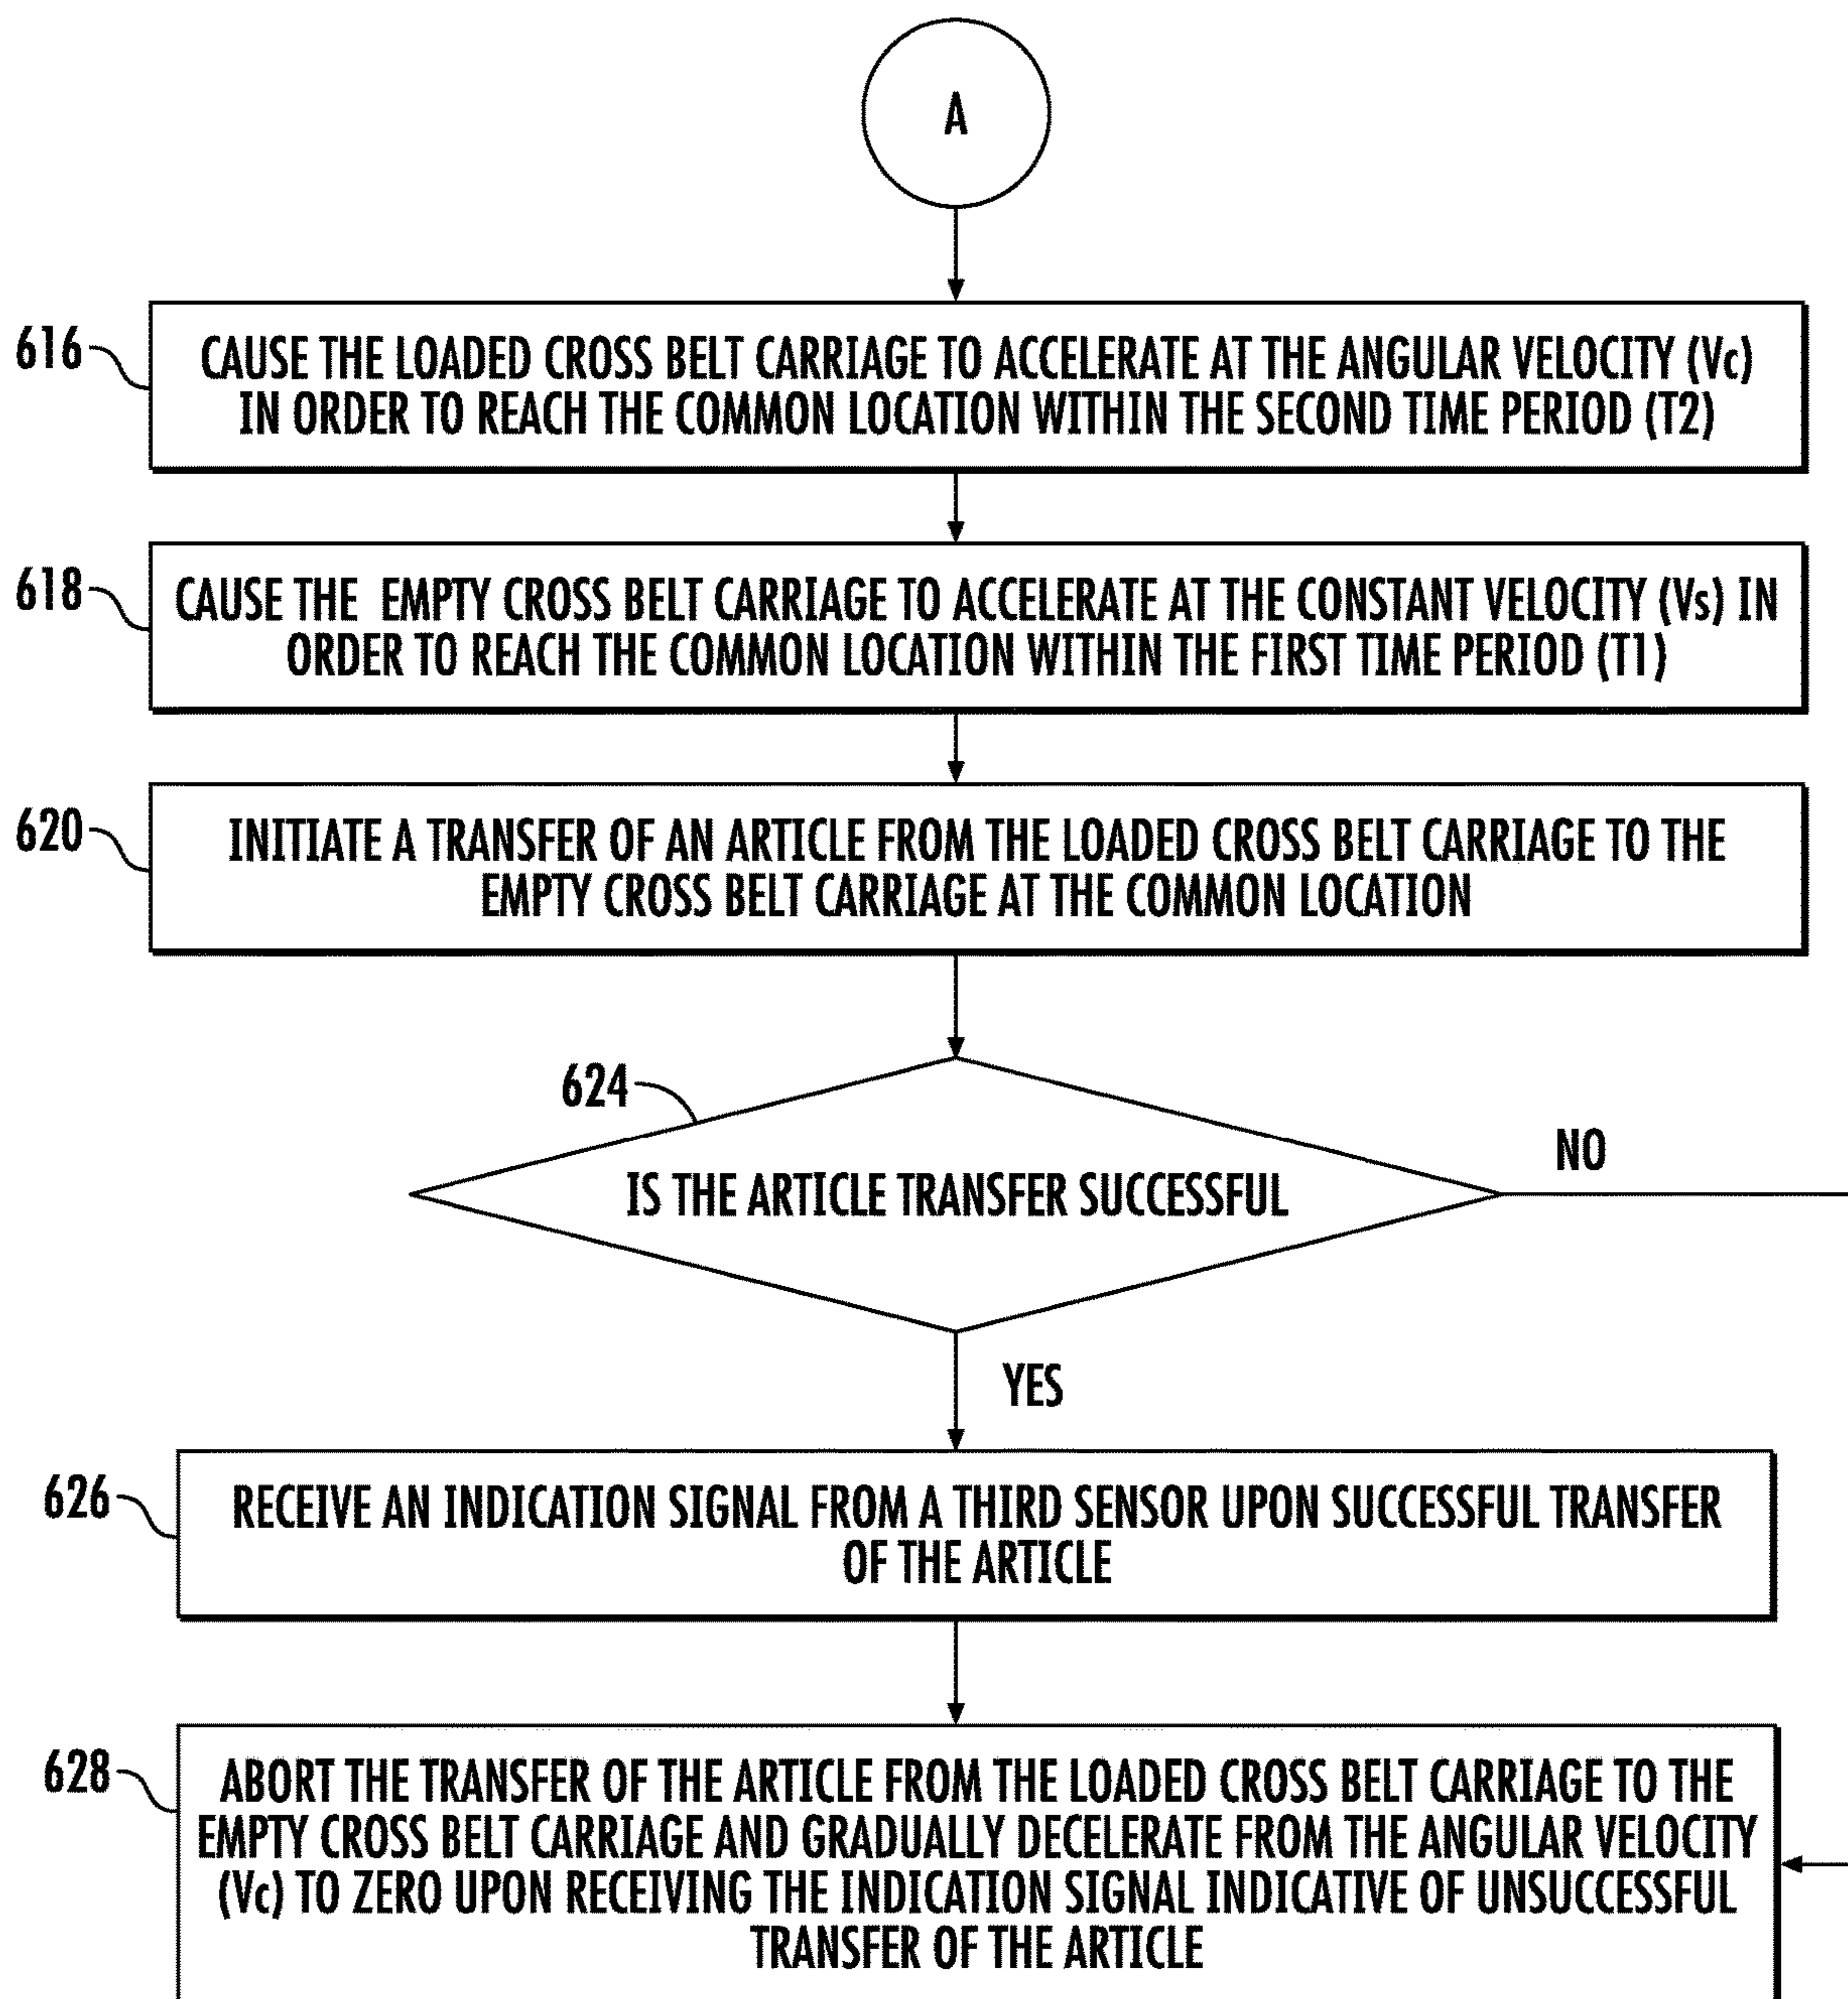 A
616
CAUSE THE LOADED CROSS BELT CARRIAGE TO ACCELERATE AT THE ANGULAR VELOCITY (Vc)
IN ORDER TO REACH THE COMMON LOCATION WITHIN THE SECOND TIME PERIOD (T2)
618
CAUSE THE EMPTY CROSS BELT CARRIAGE TO ACCELERATE AT THE CONSTANT VELOCITY (Vs) IN
ORDER TO REACH THE COMMON LOCATION WITHIN THE FIRST TIME PERIOD (T1)
620
INITIATE A TRANSFER OF AN ARTICLE FROM THE LOADED CROSS BELT CARRIAGE TO THE
EMPTY CROSS BELT CARRIAGE AT THE COMMON LOCATION
624
IS THE ARTICLE TRANSFER SUCCESSFUL
NO
YES
626
RECEIVE AN INDICATION SIGNAL FROM A THIRD SENSOR UPON SUCCESSFUL TRANSFER
OF THE ARTICLE
628
ABORT THE TRANSFER OF THE ARTICLE FROM THE LOADED CROSS BELT CARRIAGE TO THE
EMPTY CROSS BELT CARRIAGE AND GRADUALLY DECELERATE FROM THE ANGULAR VELOCITY
(Vc) TO ZERO UPON RECEIVING THE INDICATION SIGNAL INDICATIVE OF UNSUCCESSFUL
TRANSFER OF THE ARTICLE